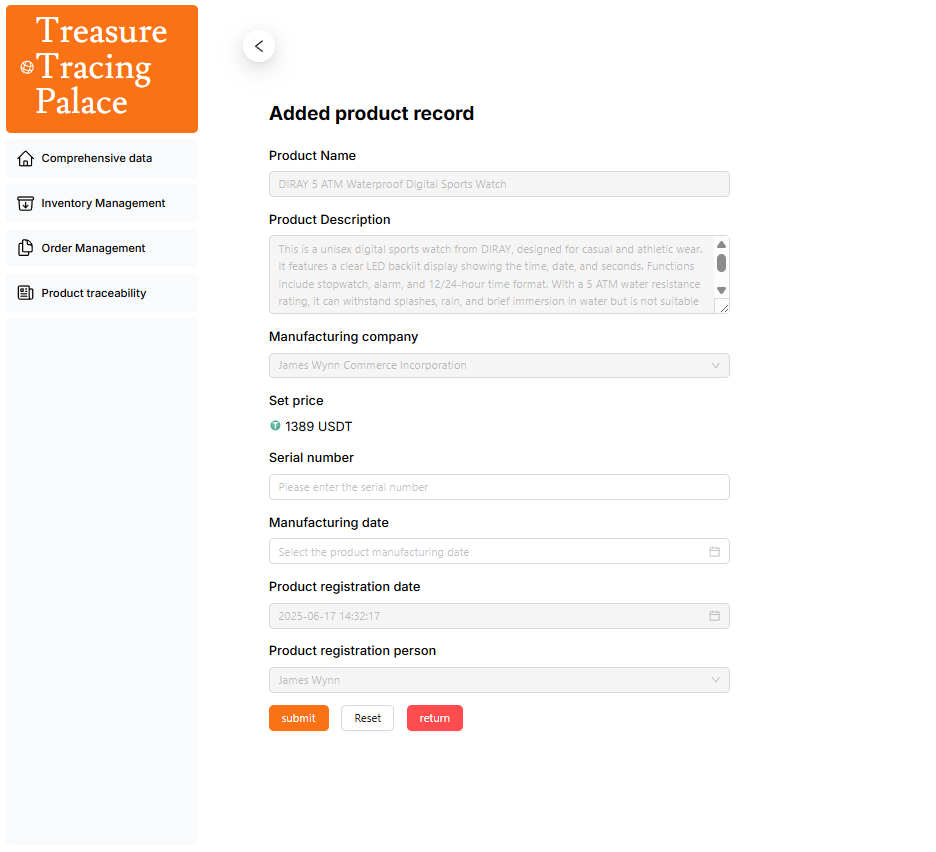 Treasure
Tracing
Palace
Comprehensive data
Inventory Management
Order Management
Product traceability
Added product record
Product Name
DIRAY 5 ATM Waterproof Digital Sports Watch
Product Description
This is a unisex digital sports watch from DIRAY, designed for casual and athletic wear.
It features a clear LED backlit display showing the time, date, and seconds. Functions
include stopwatch, alarm, and 12/24-hour time format. With a 5 ATM water resistance
rating, it can withstand splashes, rain, and brief immersion in water but is not suitable
Manufacturing company
James Wynn Commerce Incorporation
Set price
1389 USDT
Serial number
Please enter the serial number
Manufacturing date
Select the product manufacturing date
Product registration date
2025-06-17 14:32:17
Product registration person
James Wynn
submit
Reset
return